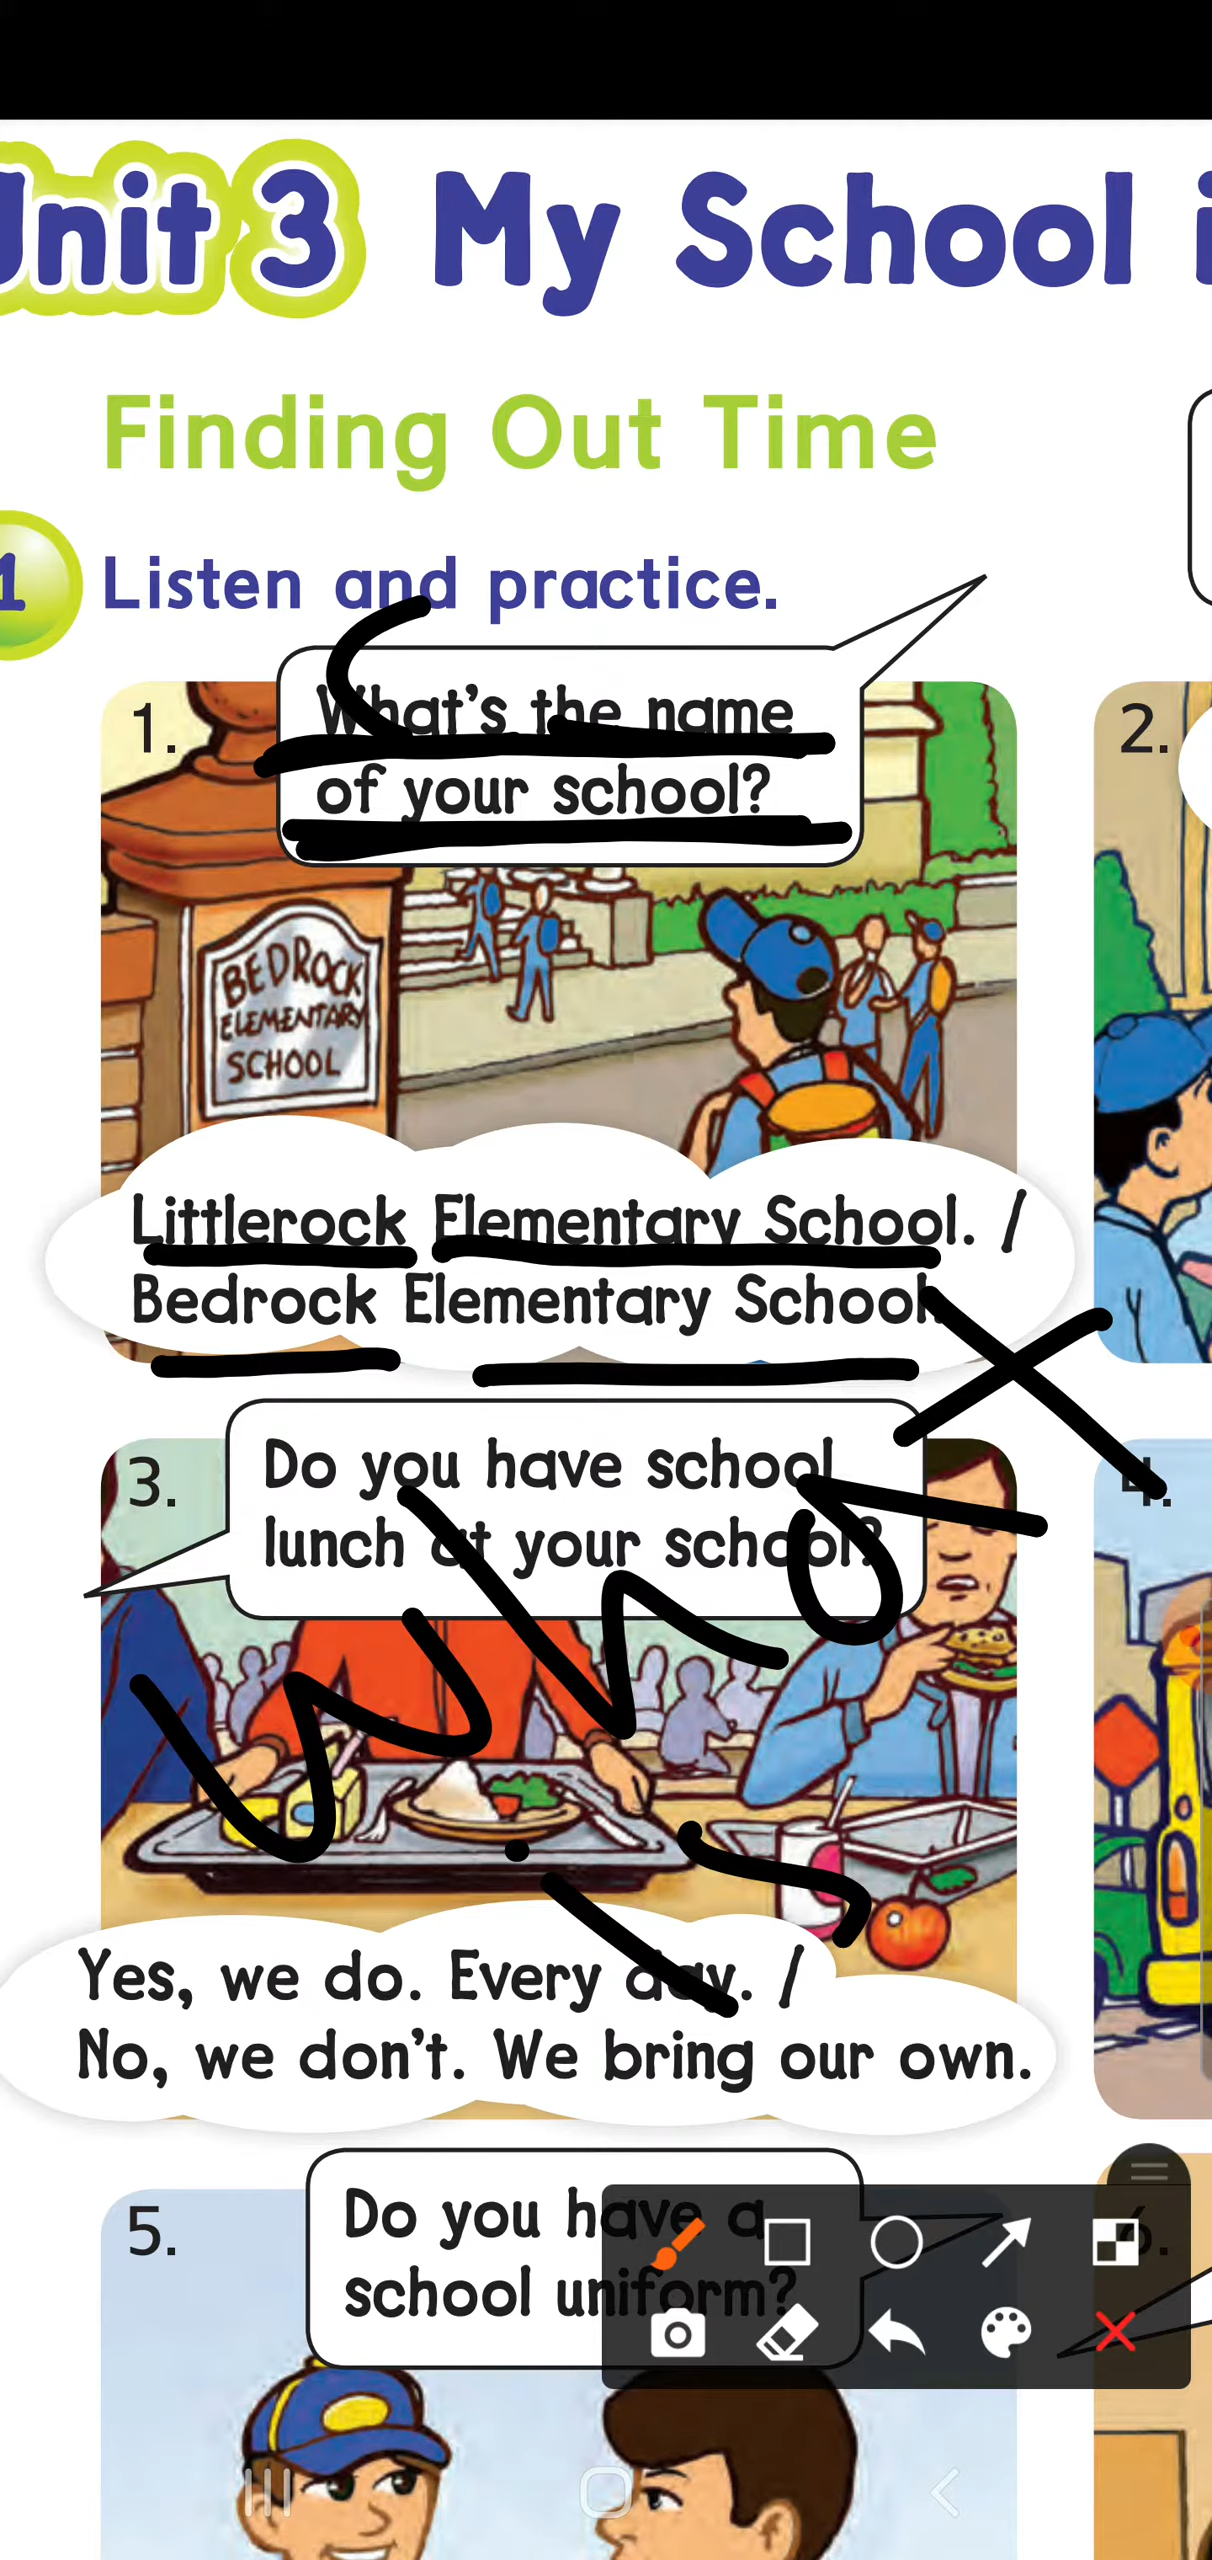 Unit 3 My School i
Finding Out Time
1 Listen and practice.
1.
What's the name
of your school?
BEDROCK
ELEMENTARY
SCHOOL
Littlerock Elementary School. /
Bedrock Elementary School.
2.
3.
Do you have school
lunch at your school?
What
is
Yes, we do. Every day. /
No, we don't. We bring our own.
4.
5.
Do you have a
school uniform?
6.